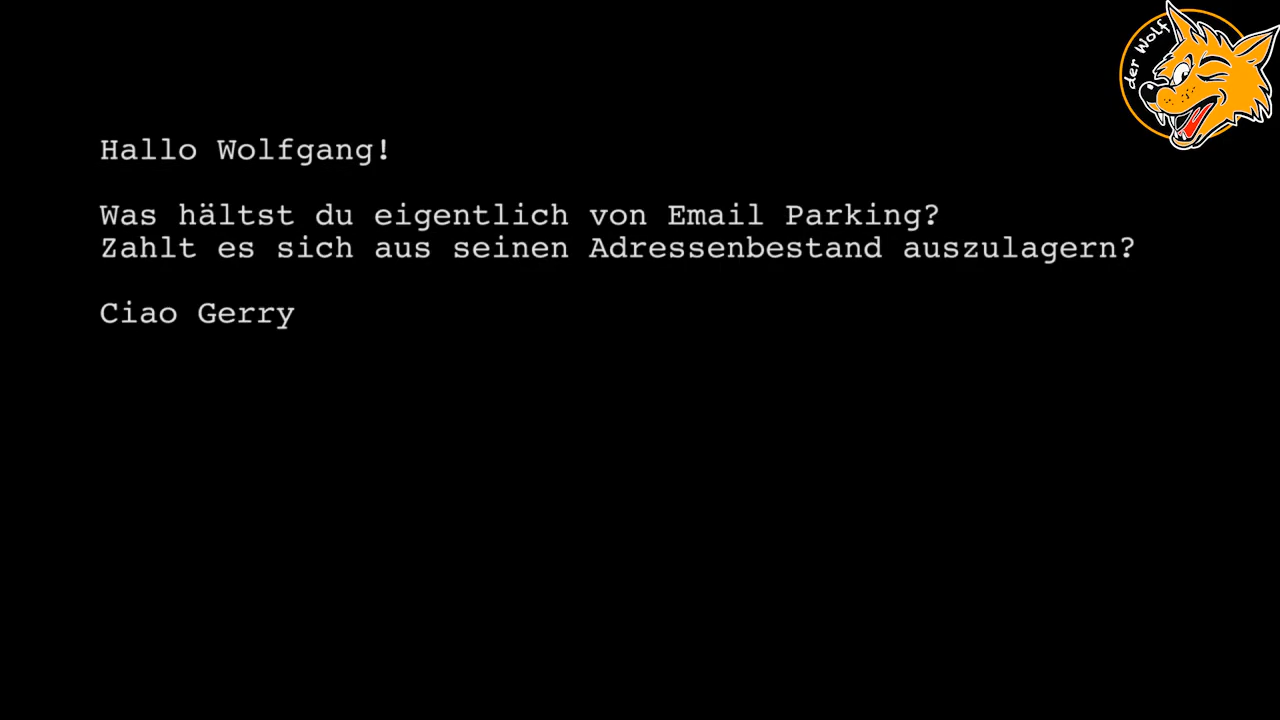 der Wolf
Hallo Wolfgang!
Was hältst du eigentlich von Email Parking?
Zahlt es sich aus seinen Adressenbestand auszulagern?
Ciao Gerry